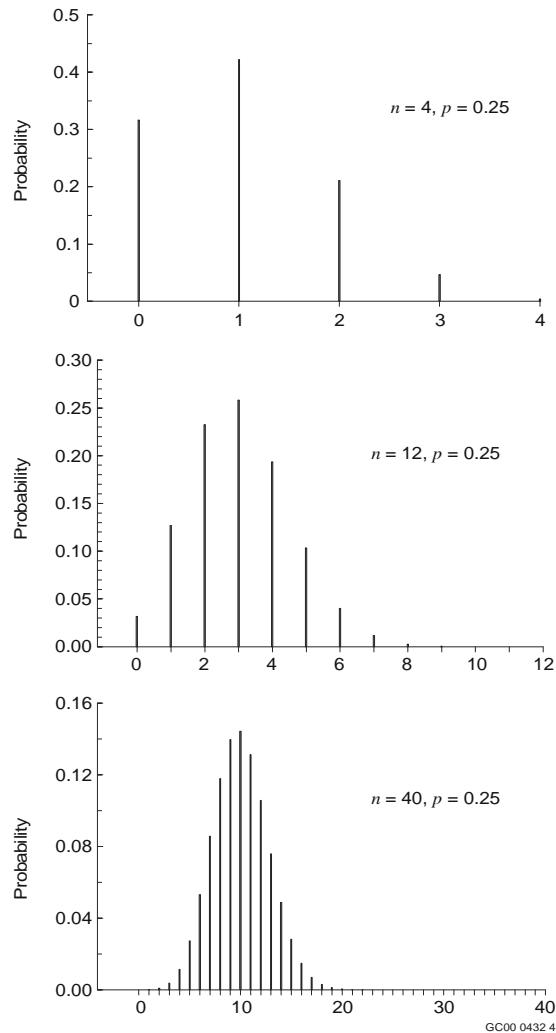 0.5
0.4
0.3
0.2
0.1
0
Probability
n = 4, p = 0.25
0 1 2 3 4
0.30
0.25
0.20
0.15
0.10
0.05
0.00
Probability
n = 12, p = 0.25
0 2 4 6 8 10 12
0.16
0.12
0.08
0.04
0.00
Probability
n = 40, p = 0.25
0 10 20 30 40
GC00 0432 4